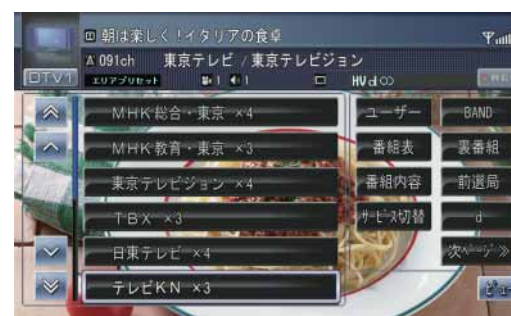 朝は楽しく!イタリアの食卓
A 091ch 東京テレビ/東京テレビジョン
DTV1 エリアプリセット 1 1 HV d ∞
MHK総合・東京 ×4
MHK教育・東京 ×3
東京テレビジョン ×4
TBX ×3
日東テレビ ×4
テレビKN ×3
ユーザー BAND
番組表 裏番組
番組内容 前選局
サービス切替 d
次ページ